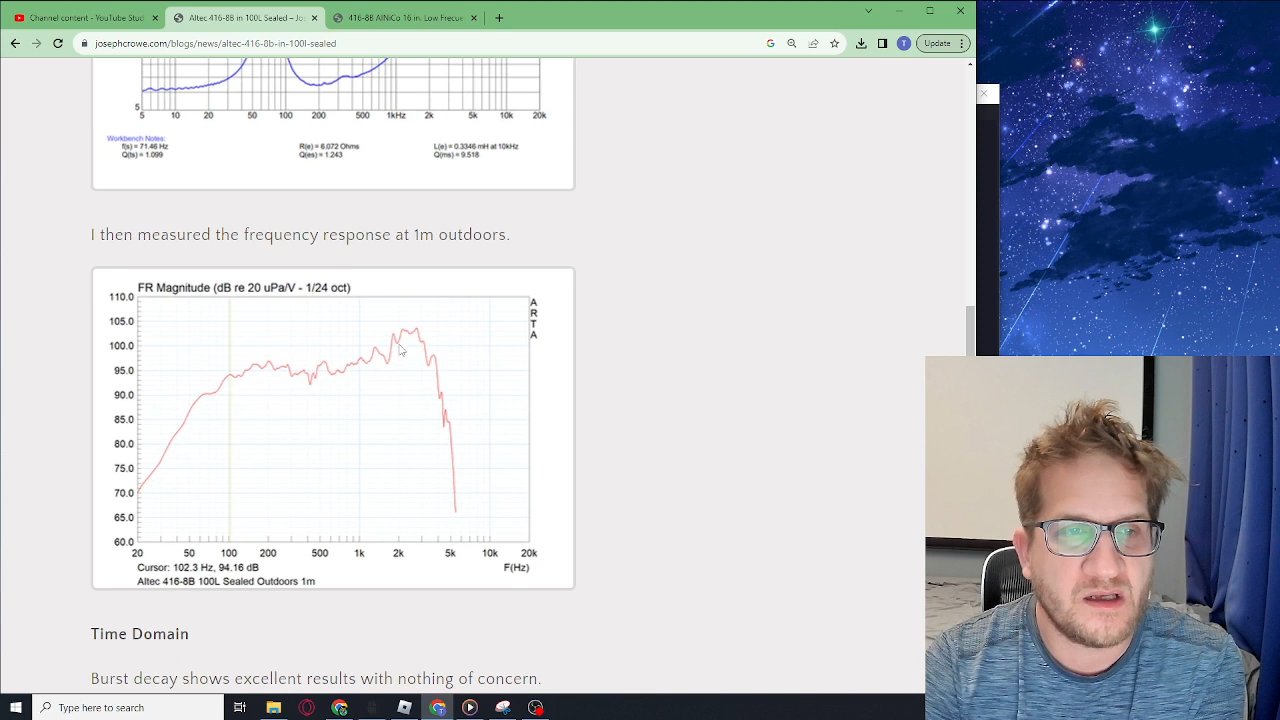 Channel content - YouTube Studi
Altec 416-8B in 100L Sealed – Jo
416-8B AlNiCo 16 in. Low Frecue
josephcrowe.com/blogs/news/altec-416-8b-in-100l-sealed
G
T
Update
5
5 10 20 50 100 200 500 1kHz 2k 5k 10k 20k
Workbench Notes:
f(s) = 71.46 Hz R(e) = 6.072 Ohms L(e) = 0.3346 mH at 10kHz
Q(ts) = 1.099 Q(es) = 1.243 Q(ms) = 9.518
I then measured the frequency response at 1m outdoors.
FR Magnitude (dB re 20 uPa/V - 1/24 oct)
110.0
105.0
100.0
95.0
90.0
85.0
80.0
75.0
70.0
65.0
60.0
A
R
T
A
20 50 100 200 500 1k 2k 5k 10k 20k
Cursor: 102.3 Hz, 94.16 dB F(Hz)
Altec 416-8B 100L Sealed Outdoors 1m
Time Domain
Burst decay shows excellent results with nothing of concern.
Type here to search